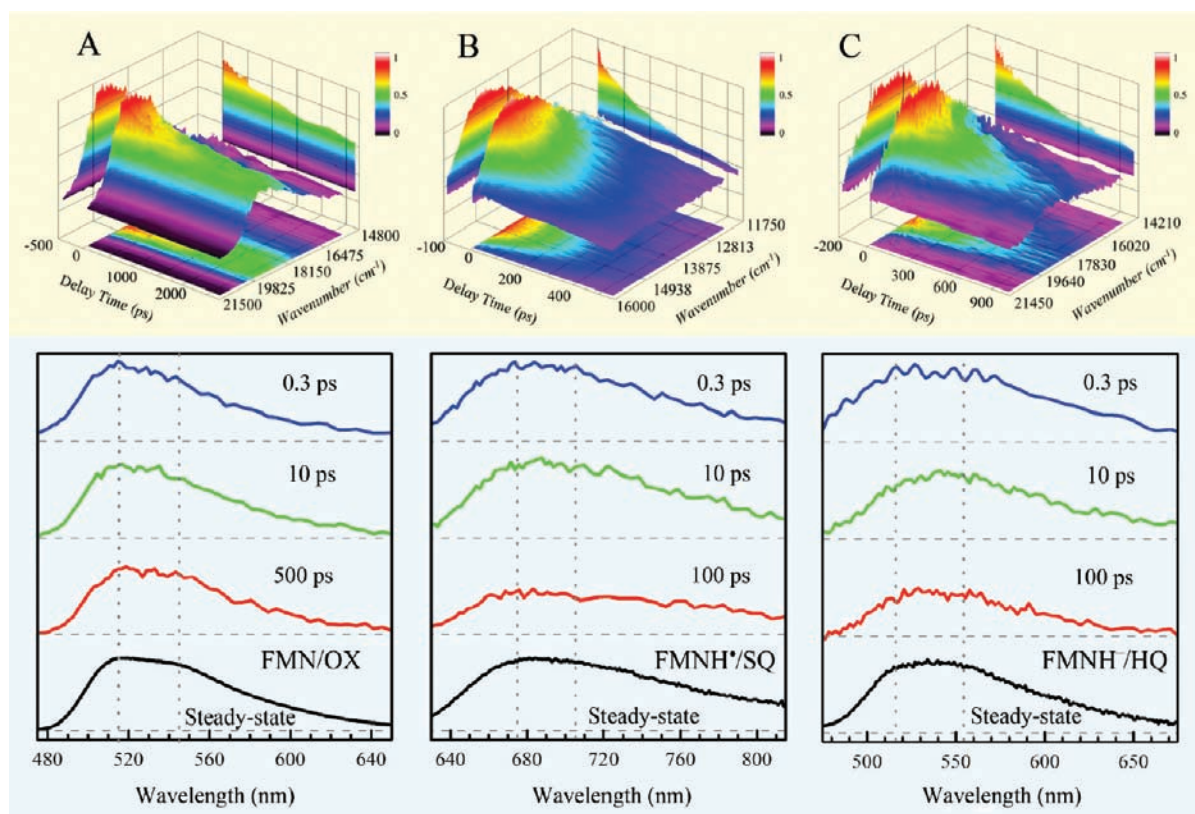 A
1
0.5
0
-500
0
1000
2000
Delay Time (ps)
21500
19825
18150
16475
14800
Wavenumber (cm⁻¹)
B
1
0.5
0
-100
0
200
400
Delay Time (ps)
16000
14938
13875
12813
11750
Wavenumber (cm⁻¹)
C
1
0.5
0
-200
0
300
600
900
Delay Time (ps)
21450
19640
17830
16020
14210
Wavenumber (cm⁻¹)
0.3 ps
10 ps
500 ps
FMN/OX
Steady-state
480 520 560 600 640
Wavelength (nm)
0.3 ps
10 ps
100 ps
FMNH•/SQ
Steady-state
640 680 720 760 800
Wavelength (nm)
0.3 ps
10 ps
100 ps
FMNH⁻/HQ
Steady-state
500 550 600 650
Wavelength (nm)